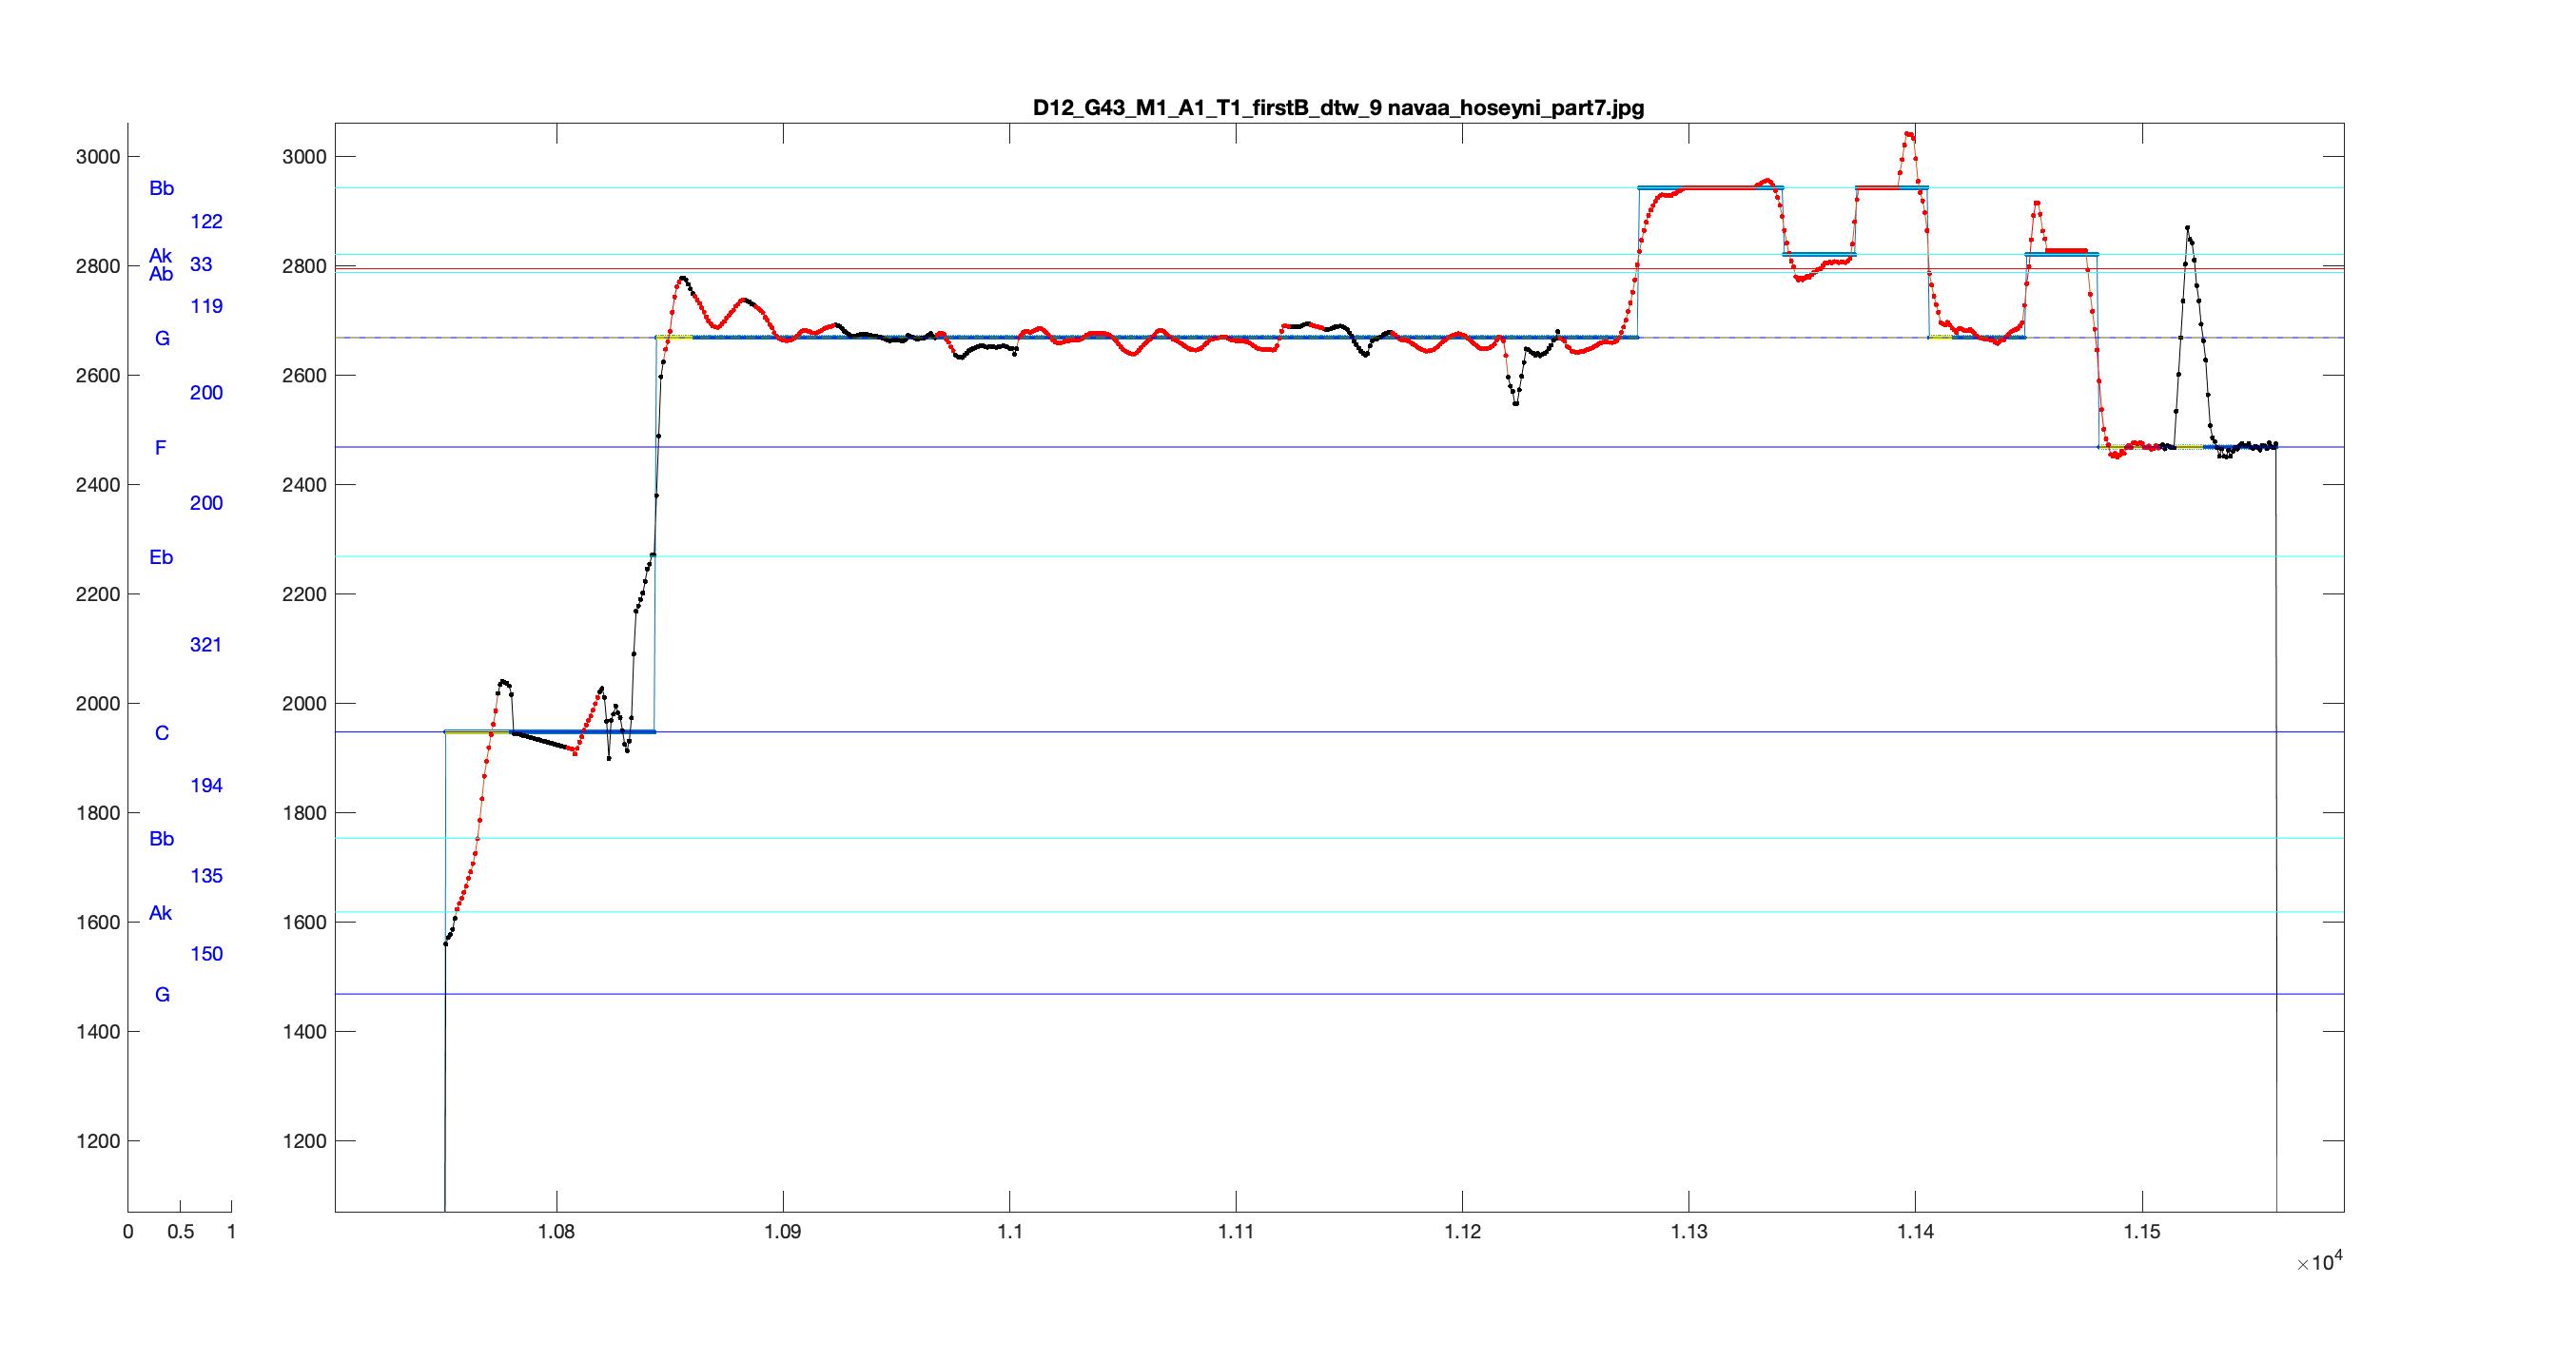 D12_G43_M1_A1_T1_firstB_dtw_9 navaa_hoseyni_part7.jpg
3000 3000
Bb
122
Ak
2800 33 2800
Ab
119
G
200
2600 2600
F
200
2400 2400
Eb
2200 2200
321
2000 2000
C
194
1800 1800
Bb
135
1600 Ak 1600
150
G
1400 1400
1200 1200
0 0.5 1 1.08 1.09 1.1 1.11 1.12 1.13 1.14 1.15
×10^4